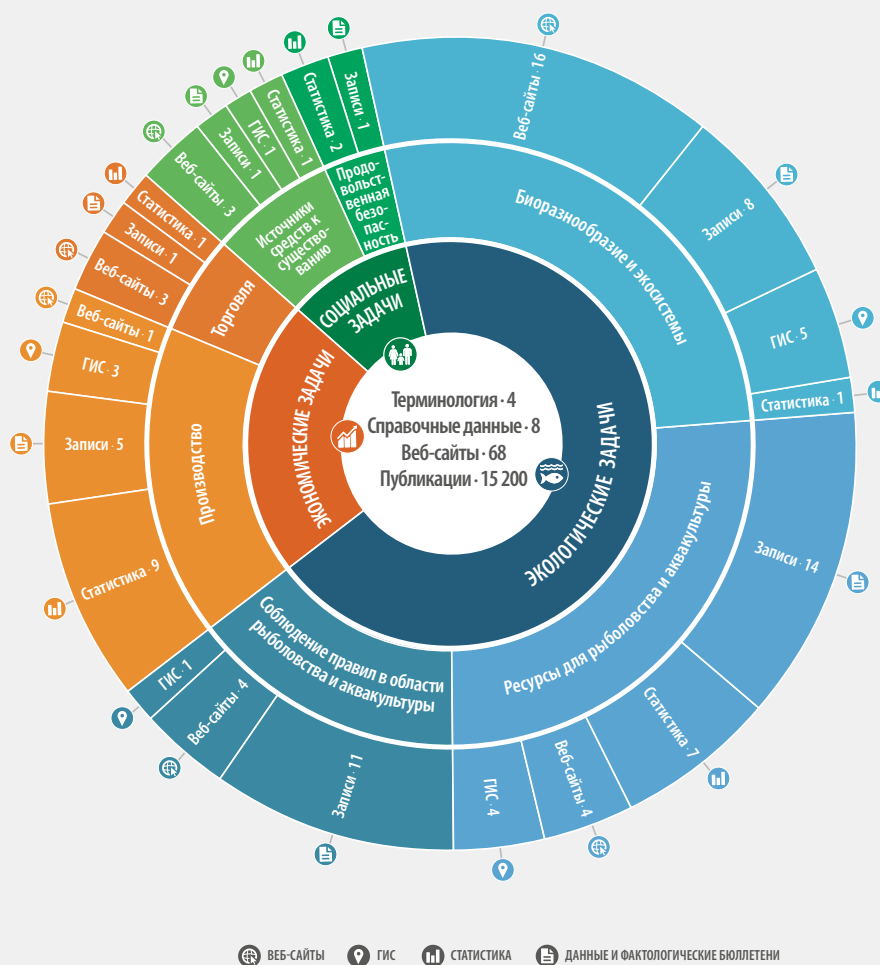 Веб-сайты · 16
Записи · 8
ГИС · 5
Статистика · 1
Записи · 14
Статистика · 7
Веб-сайты · 4
ГИС · 4
Записи · 11
Веб-сайты · 4
ГИС · 1
Статистика · 9
Записи · 5
ГИС · 3
Веб-сайты · 1
Веб-сайты · 3
Записи · 1
Статистика · 1
Веб-сайты · 3
Записи · 1
ГИС · 1
Статистика · 1
Статистика · 2
Записи · 1
Биоразнообразие и экосистемы
Ресурсы для рыболовства и аквакультуры
Соблюдение правил в области
рыболовства и аквакультуры
Производство
Торговля
Источники
средств к
существо-
ванию
Продо-
вольст-
венная
безо-
пас-
ность
СОЦИАЛЬНЫЕ
ЗАДАЧИ
ЭКОНОМИЧЕСКИЕ ЗАДАЧИ
ЭКОЛОГИЧЕСКИЕ ЗАДАЧИ
Терминология · 4
Справочные данные · 8
Веб-сайты · 68
Публикации · 15 200
ВЕБ-САЙТЫ
ГИС
СТАТИСТИКА
ДАННЫЕ И ФАКТОЛОГИЧЕСКИЕ БЮЛЛЕТЕНИ